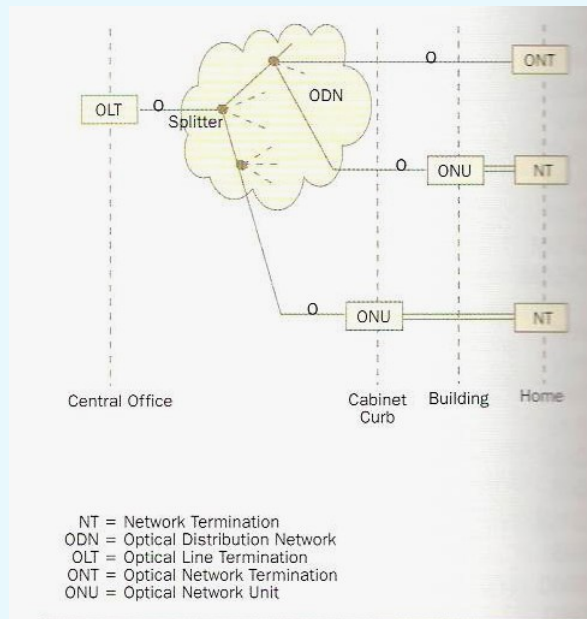 O
ONT
ODN
OLT
O
Splitter
O
ONU
NT
O
ONU
NT
Central Office
Cabinet
Curb
Building
Home
NT = Network Termination
ODN = Optical Distribution Network
OLT = Optical Line Termination
ONT = Optical Network Termination
ONU = Optical Network Unit